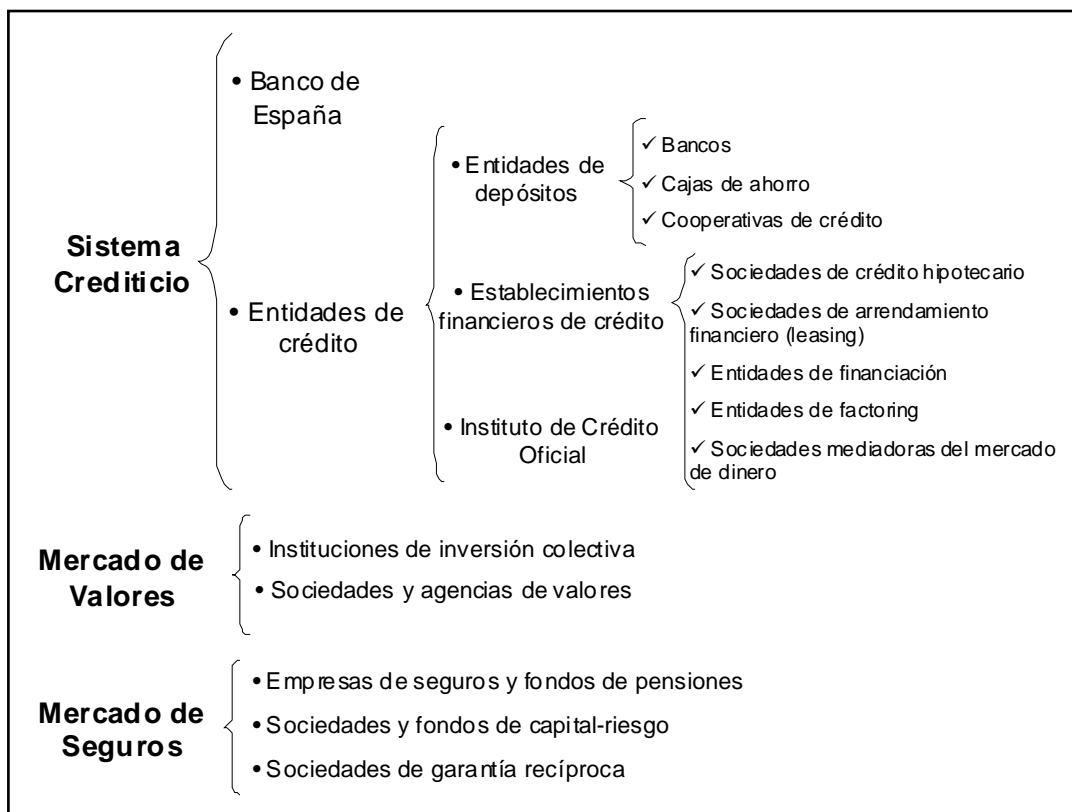 Sistema
Crediticio
• Banco de
España
• Entidades de
crédito
• Entidades de
depósitos
✓ Bancos
✓ Cajas de ahorro
✓ Cooperativas de crédito
• Establecimientos
financieros de crédito
✓ Sociedades de crédito hipotecario
✓ Sociedades de arrendamiento
financiero (leasing)
✓ Entidades de financiación
✓ Entidades de factoring
✓ Sociedades mediadoras del mercado
de dinero
• Instituto de Crédito
Oficial
Mercado de
Valores
• Instituciones de inversión colectiva
• Sociedades y agencias de valores
Mercado de
Seguros
• Empresas de seguros y fondos de pensiones
• Sociedades y fondos de capital-riesgo
• Sociedades de garantía recíproca